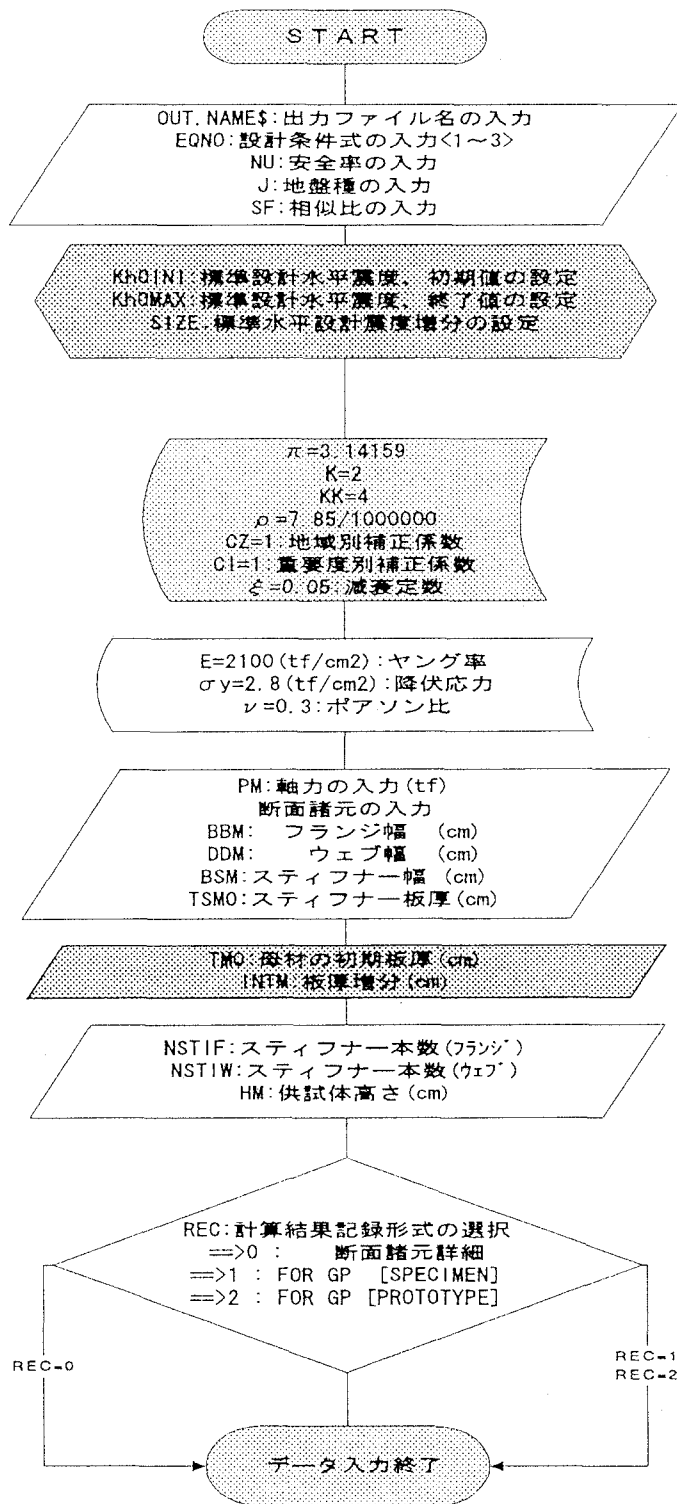 START
OUT.NAME$:出力ファイル名の入力
EQNO:設計条件式の入力<1～3>
NU:安全率の入力
J:地盤種の入力
SF:相似比の入力
Kh0INI:標準設計水平震度、初期値の設定
Kh0MAX:標準設計水平震度、終了値の設定
SIZE:標準水平設計震度増分の設定
π=3.14159
K=2
KK=4
ρ=7.85/1000000
CZ=1:地域別補正係数
CI=1:重要度別補正係数
ξ=0.05:減衰定数
E=2100(tf/cm2):ヤング率
σy=2.8(tf/cm2):降伏応力
ν=0.3:ポアソン比
PM:軸力の入力(tf)
断面諸元の入力
BBM: フランジ幅 (cm)
DDM: ウェブ幅 (cm)
BSM:スティフナー幅 (cm)
TSMO:スティフナー板厚(cm)
TMO:母材の初期板厚(cm)
INTM:板厚増分(cm)
NSTIF:スティフナー本数(ﾌﾗﾝｼﾞ)
NSTIW:スティフナー本数(ｳｪﾌﾞ)
HM:供試体高さ(cm)
REC:計算結果記録形式の選択
==>0 : 断面諸元詳細
==>1 : FOR GP [SPECIMEN]
==>2 : FOR GP [PROTOTYPE]
REC=0
REC=1
REC=2
データ入力終了